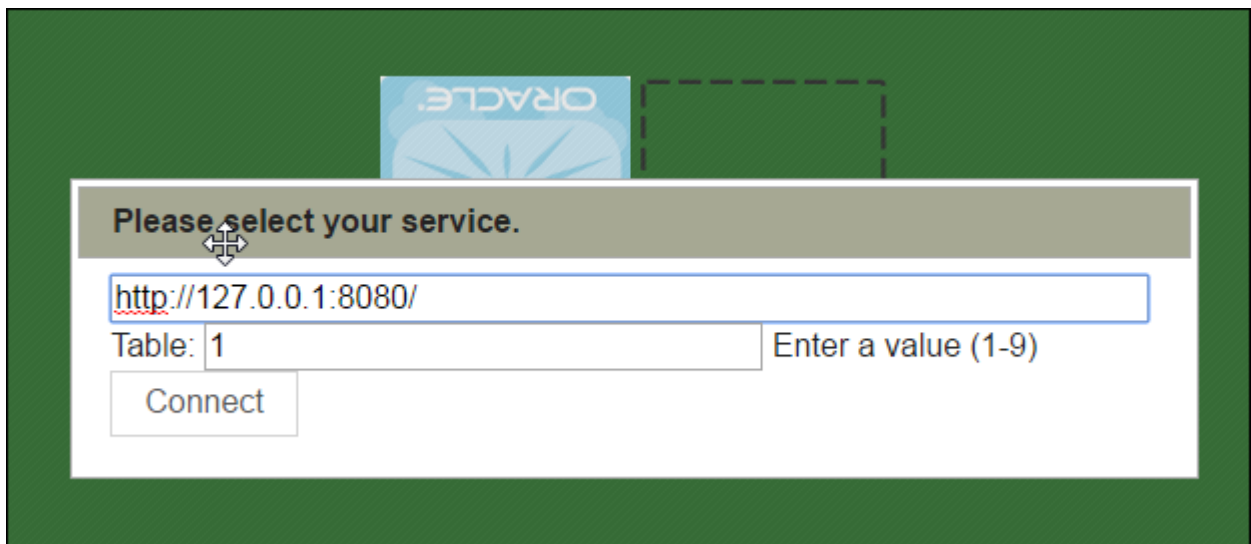 ORACLE®
Please select your service.
http://127.0.0.1:8080/
Table: 1 Enter a value (1-9)
Connect